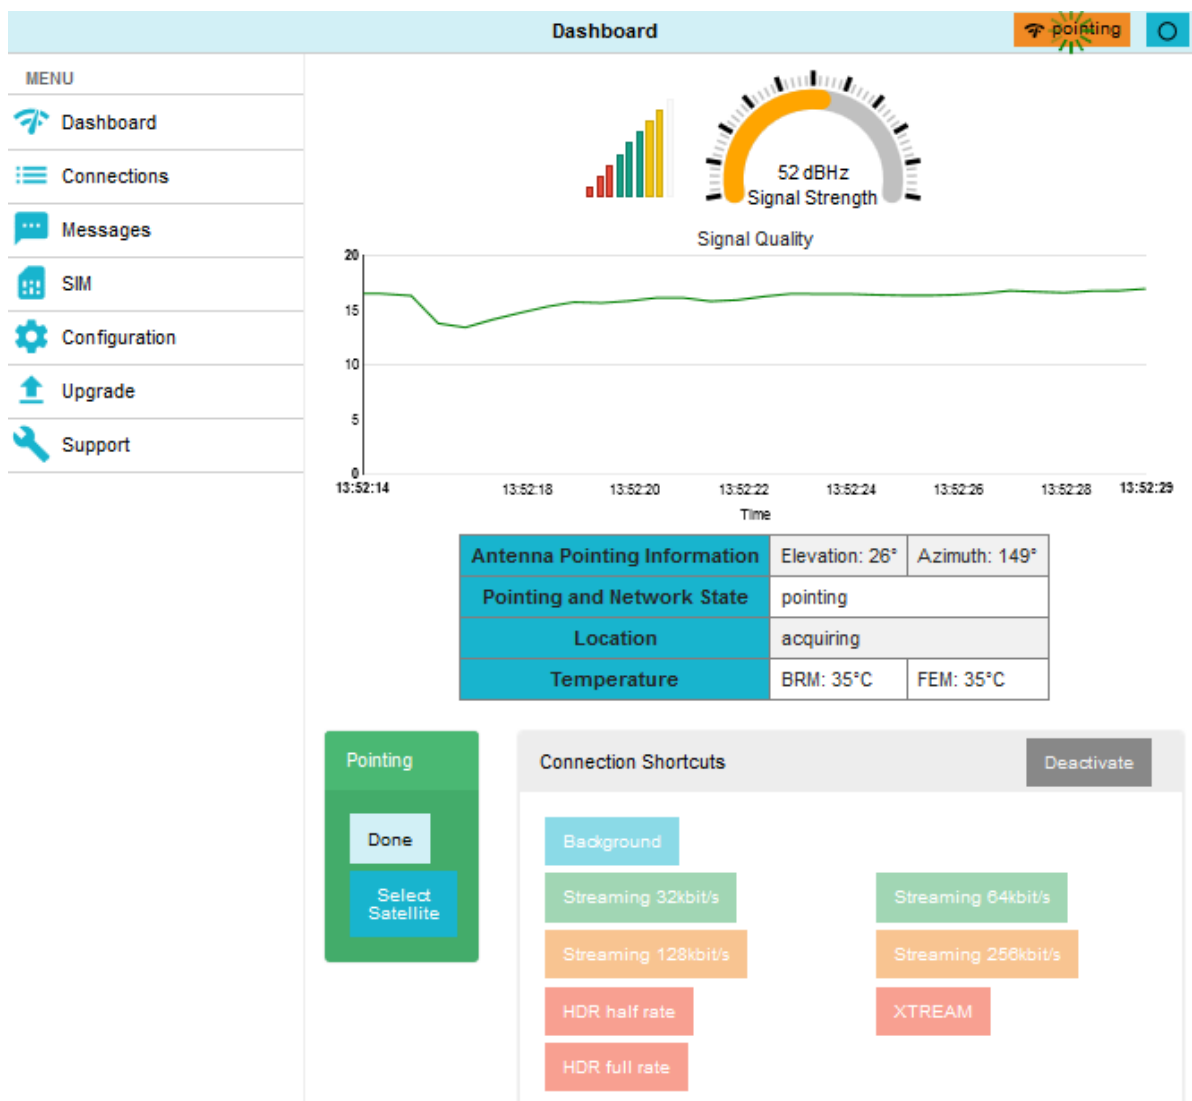 Dashboard
pointing
MENU
Dashboard
Connections
Messages
SIM
Configuration
Upgrade
Support
52 dBHz
Signal Strength
Signal Quality
20
15
10
5
0
13:52:14 13:52:18 13:52:20 13:52:22 13:52:24 13:52:26 13:52:28 13:52:29
Time
Antenna Pointing Information Elevation: 26° Azimuth: 149°
Pointing and Network State pointing
Location acquiring
Temperature BRM: 35°C FEM: 35°C
Pointing
Done
Select
Satellite
Connection Shortcuts Deactivate
Background
Streaming 32kbit/s Streaming 64kbit/s
Streaming 128kbit/s Streaming 256kbit/s
HDR half rate XTREAM
HDR full rate